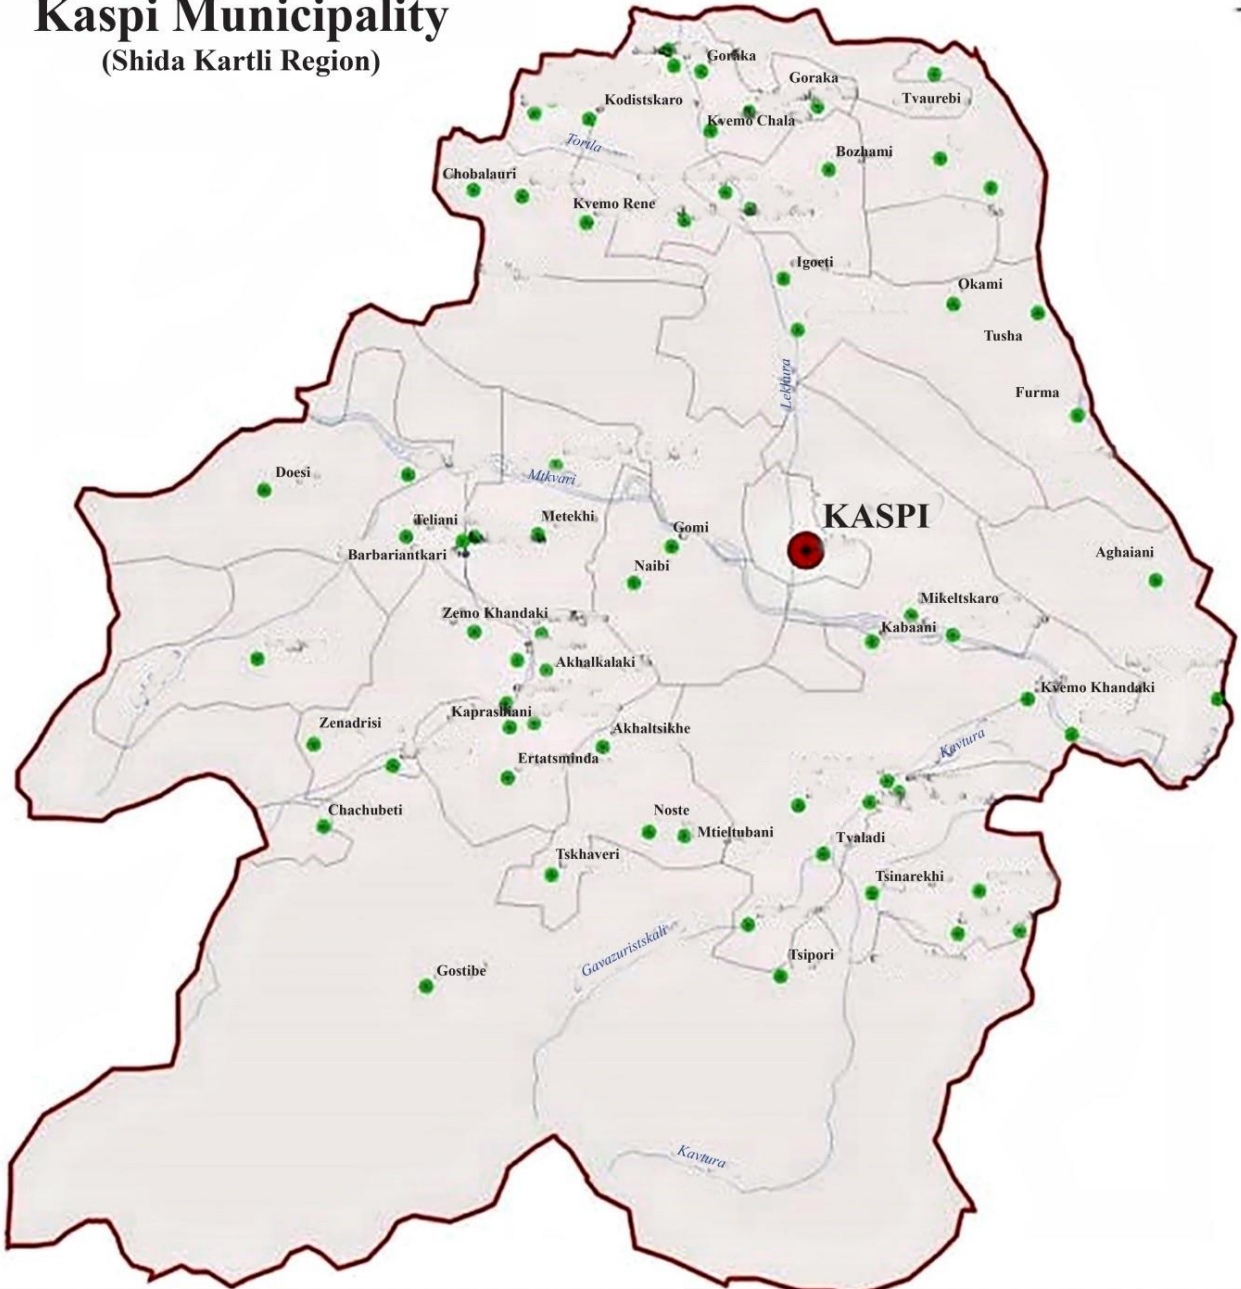 Kaspi Municipality
(Shida Kartli Region)
Goraka
Goraka
Tvaurebi
Kodistskaro
Kvemo Chala
Tortla
Bozhami
Chobalauri
Kvemo Rene
Igoeti
Okami
Tusha
Lekhura
Furma
Doesi
Mtkvari
Teliani
Metekhi
Gomi
KASPI
Barbariantkari
Naibi
Aghaiani
Mikeltskaro
Zemo Khandaki
Kabaani
Akhalkalaki
Kvemo Khandaki
Kaprashiani
Zenadrisi
Akhaltsikhe
Kavtura
Ertatsminda
Chachubeti
Noste
Mtieltubani
Tvaladi
Tskhaveri
Tsinarekhi
Gavazuristskali
Tsipori
Gostibe
Kavtura